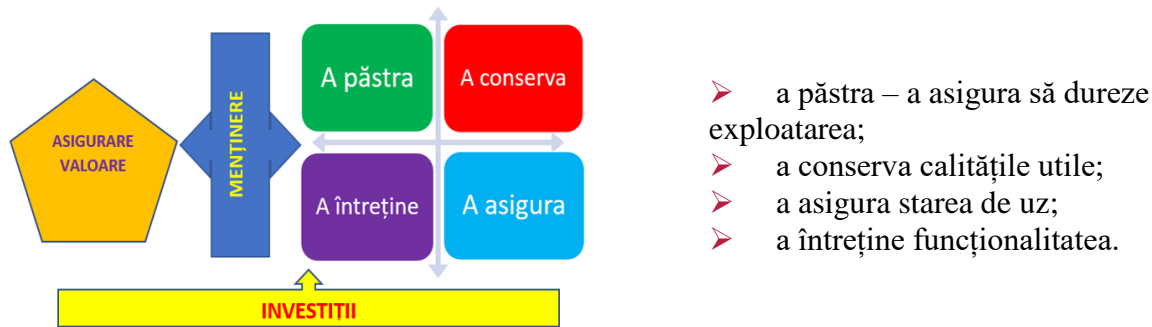 ASIGURARE
VALOARE
MENȚINERE
A păstra
A conserva
A întreține
A asigura
INVESTIȚII
➢ a păstra – a asigura să dureze
exploatarea;
➢ a conserva calitățile utile;
➢ a asigura starea de uz;
➢ a întreține funcționalitatea.